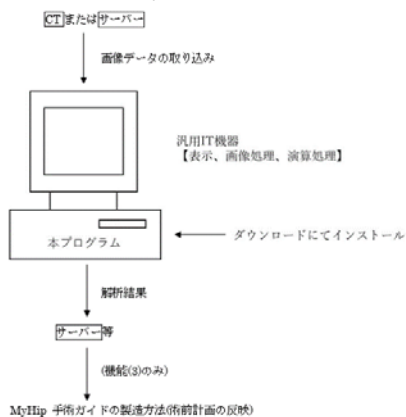 CTまたはサーバー
画像データの取り込み
汎用IT機器
【表示、画像処理、演算処理】
本プログラム
ダウンロードにてインストール
解析結果
サーバー等
(機能(3)のみ)
MyHip 手術ガイドの製造方法(術前計画の反映)